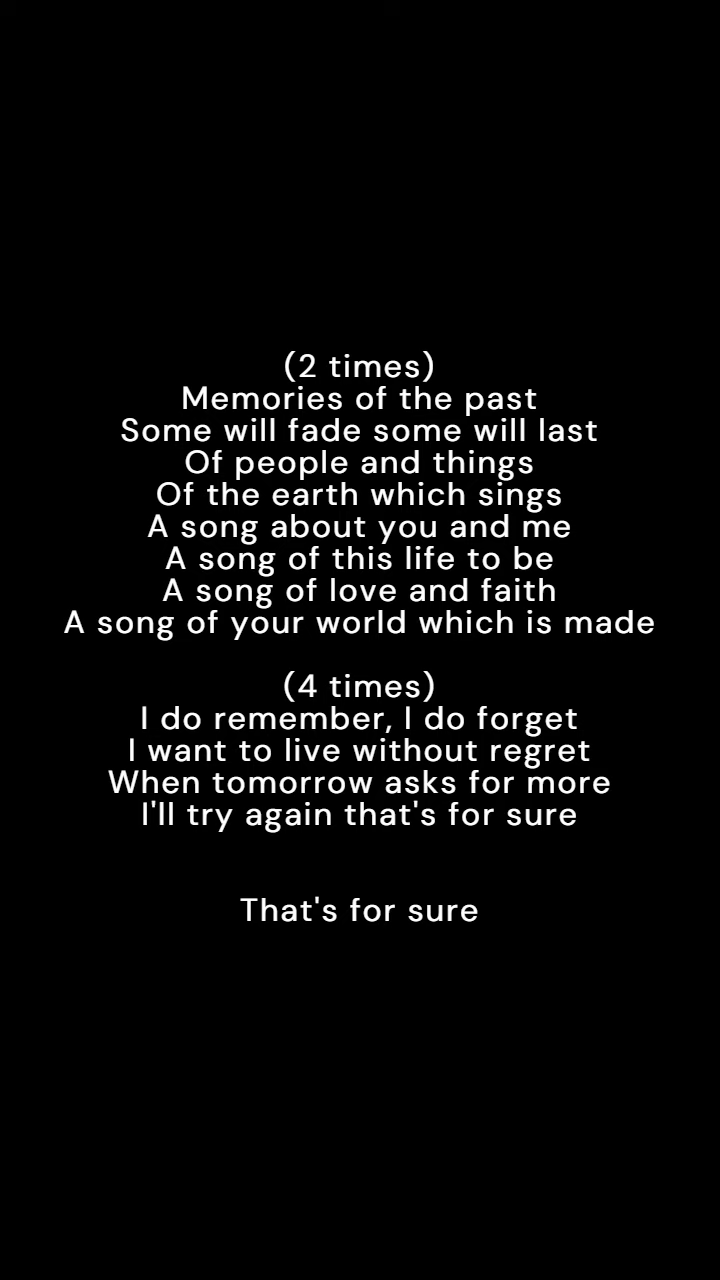 (2 times)
Memories of the past
Some will fade some will last
Of people and things
Of the earth which sings
A song about you and me
A song of this life to be
A song of love and faith
A song of your world which is made
(4 times)
I do remember, I do forget
I want to live without regret
When tomorrow asks for more
I'll try again that's for sure
That's for sure